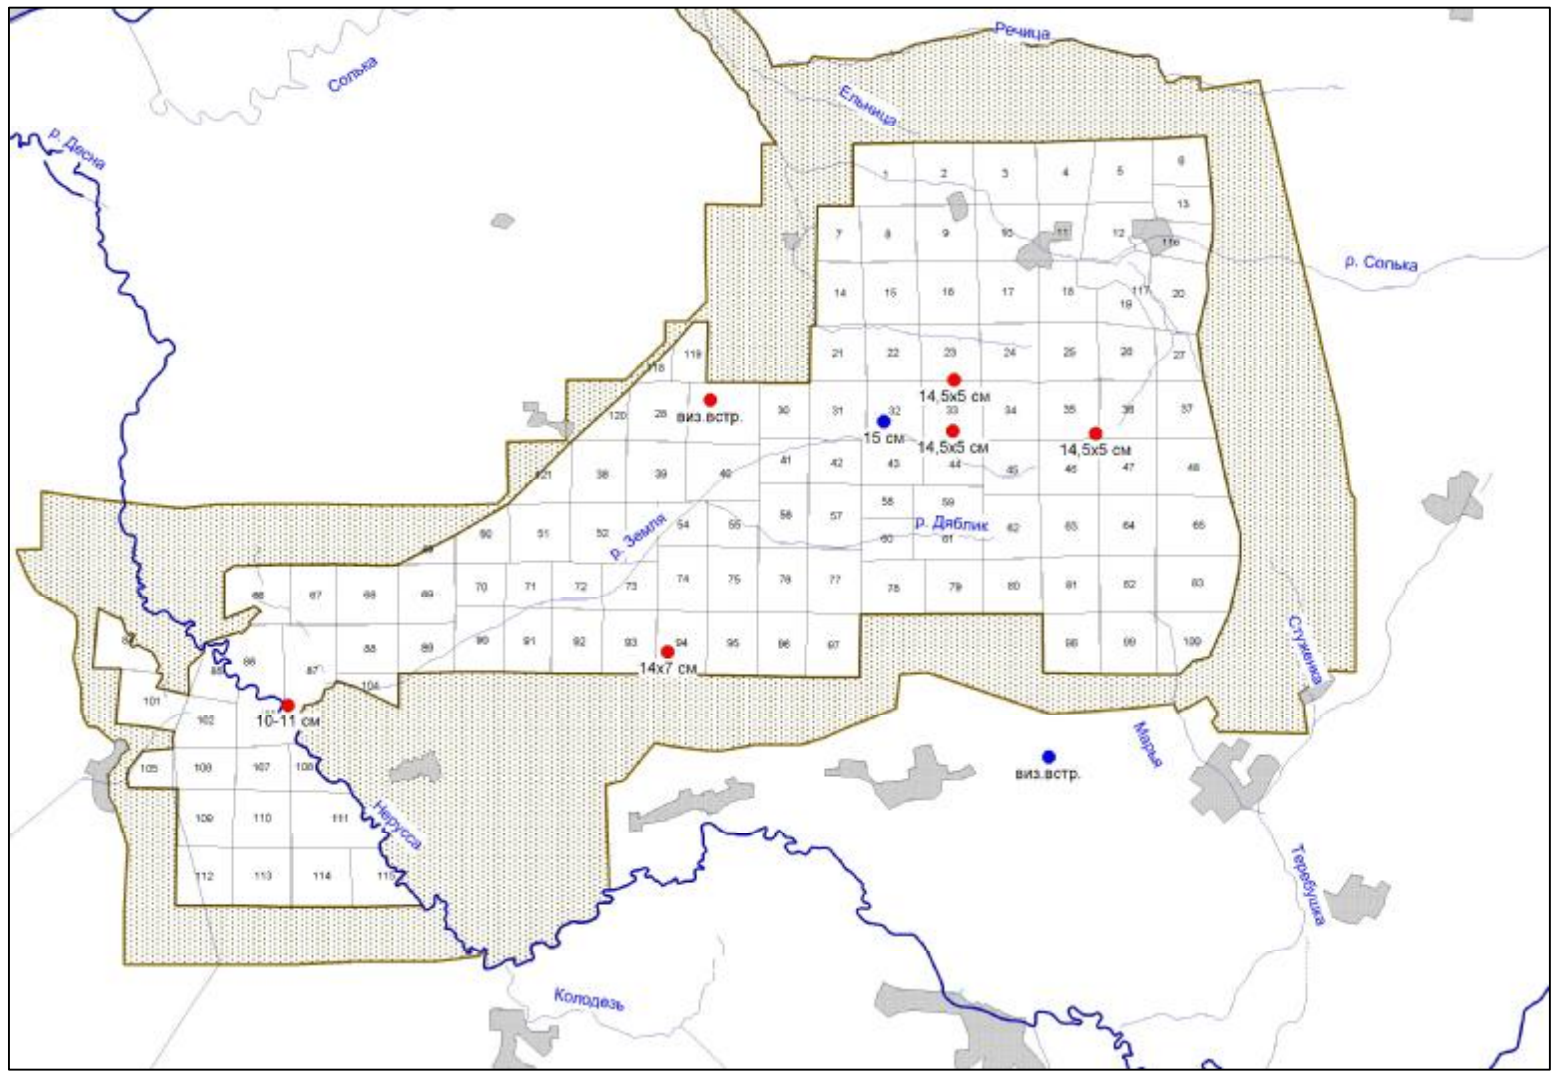 Речица
Солька
Ельница
р. Десна
1 2 3 4 5 6
13
7 8 9 10 11 12 116
р. Солька
14 15 16 17 18 19 117 20
21 22 23 24 25 26 27
118 119
14,5х5 см
120 28 виз.встр. 30 31 32 33 34 35 36 37
15 см 14,5х5 см 14,5х5 см
121 38 39 40 41 42 43 44 45 46 47 48
50 51 52 54 55 56 57 58 59 62 63 64 65
р. Земля
р. Дяблик
60 61
66 67 68 69 70 71 72 73 74 75 76 77 78 79 80 81 82 83
85 86 87 88 89 90 91 92 93 94 95 96 97 98 99 100
14х7 см
Стуженка
101 102 104
10-11 см
Марья
виз.встр.
105 106 107 108
Нерусса
109 110 111
112 113 114 115
Теребушка
Колодезь